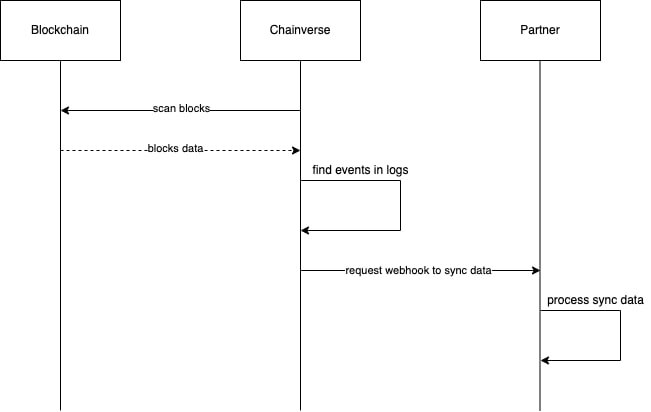 Blockchain
Chainverse
Partner
scan blocks
blocks data
find events in logs
request webhook to sync data
process sync data